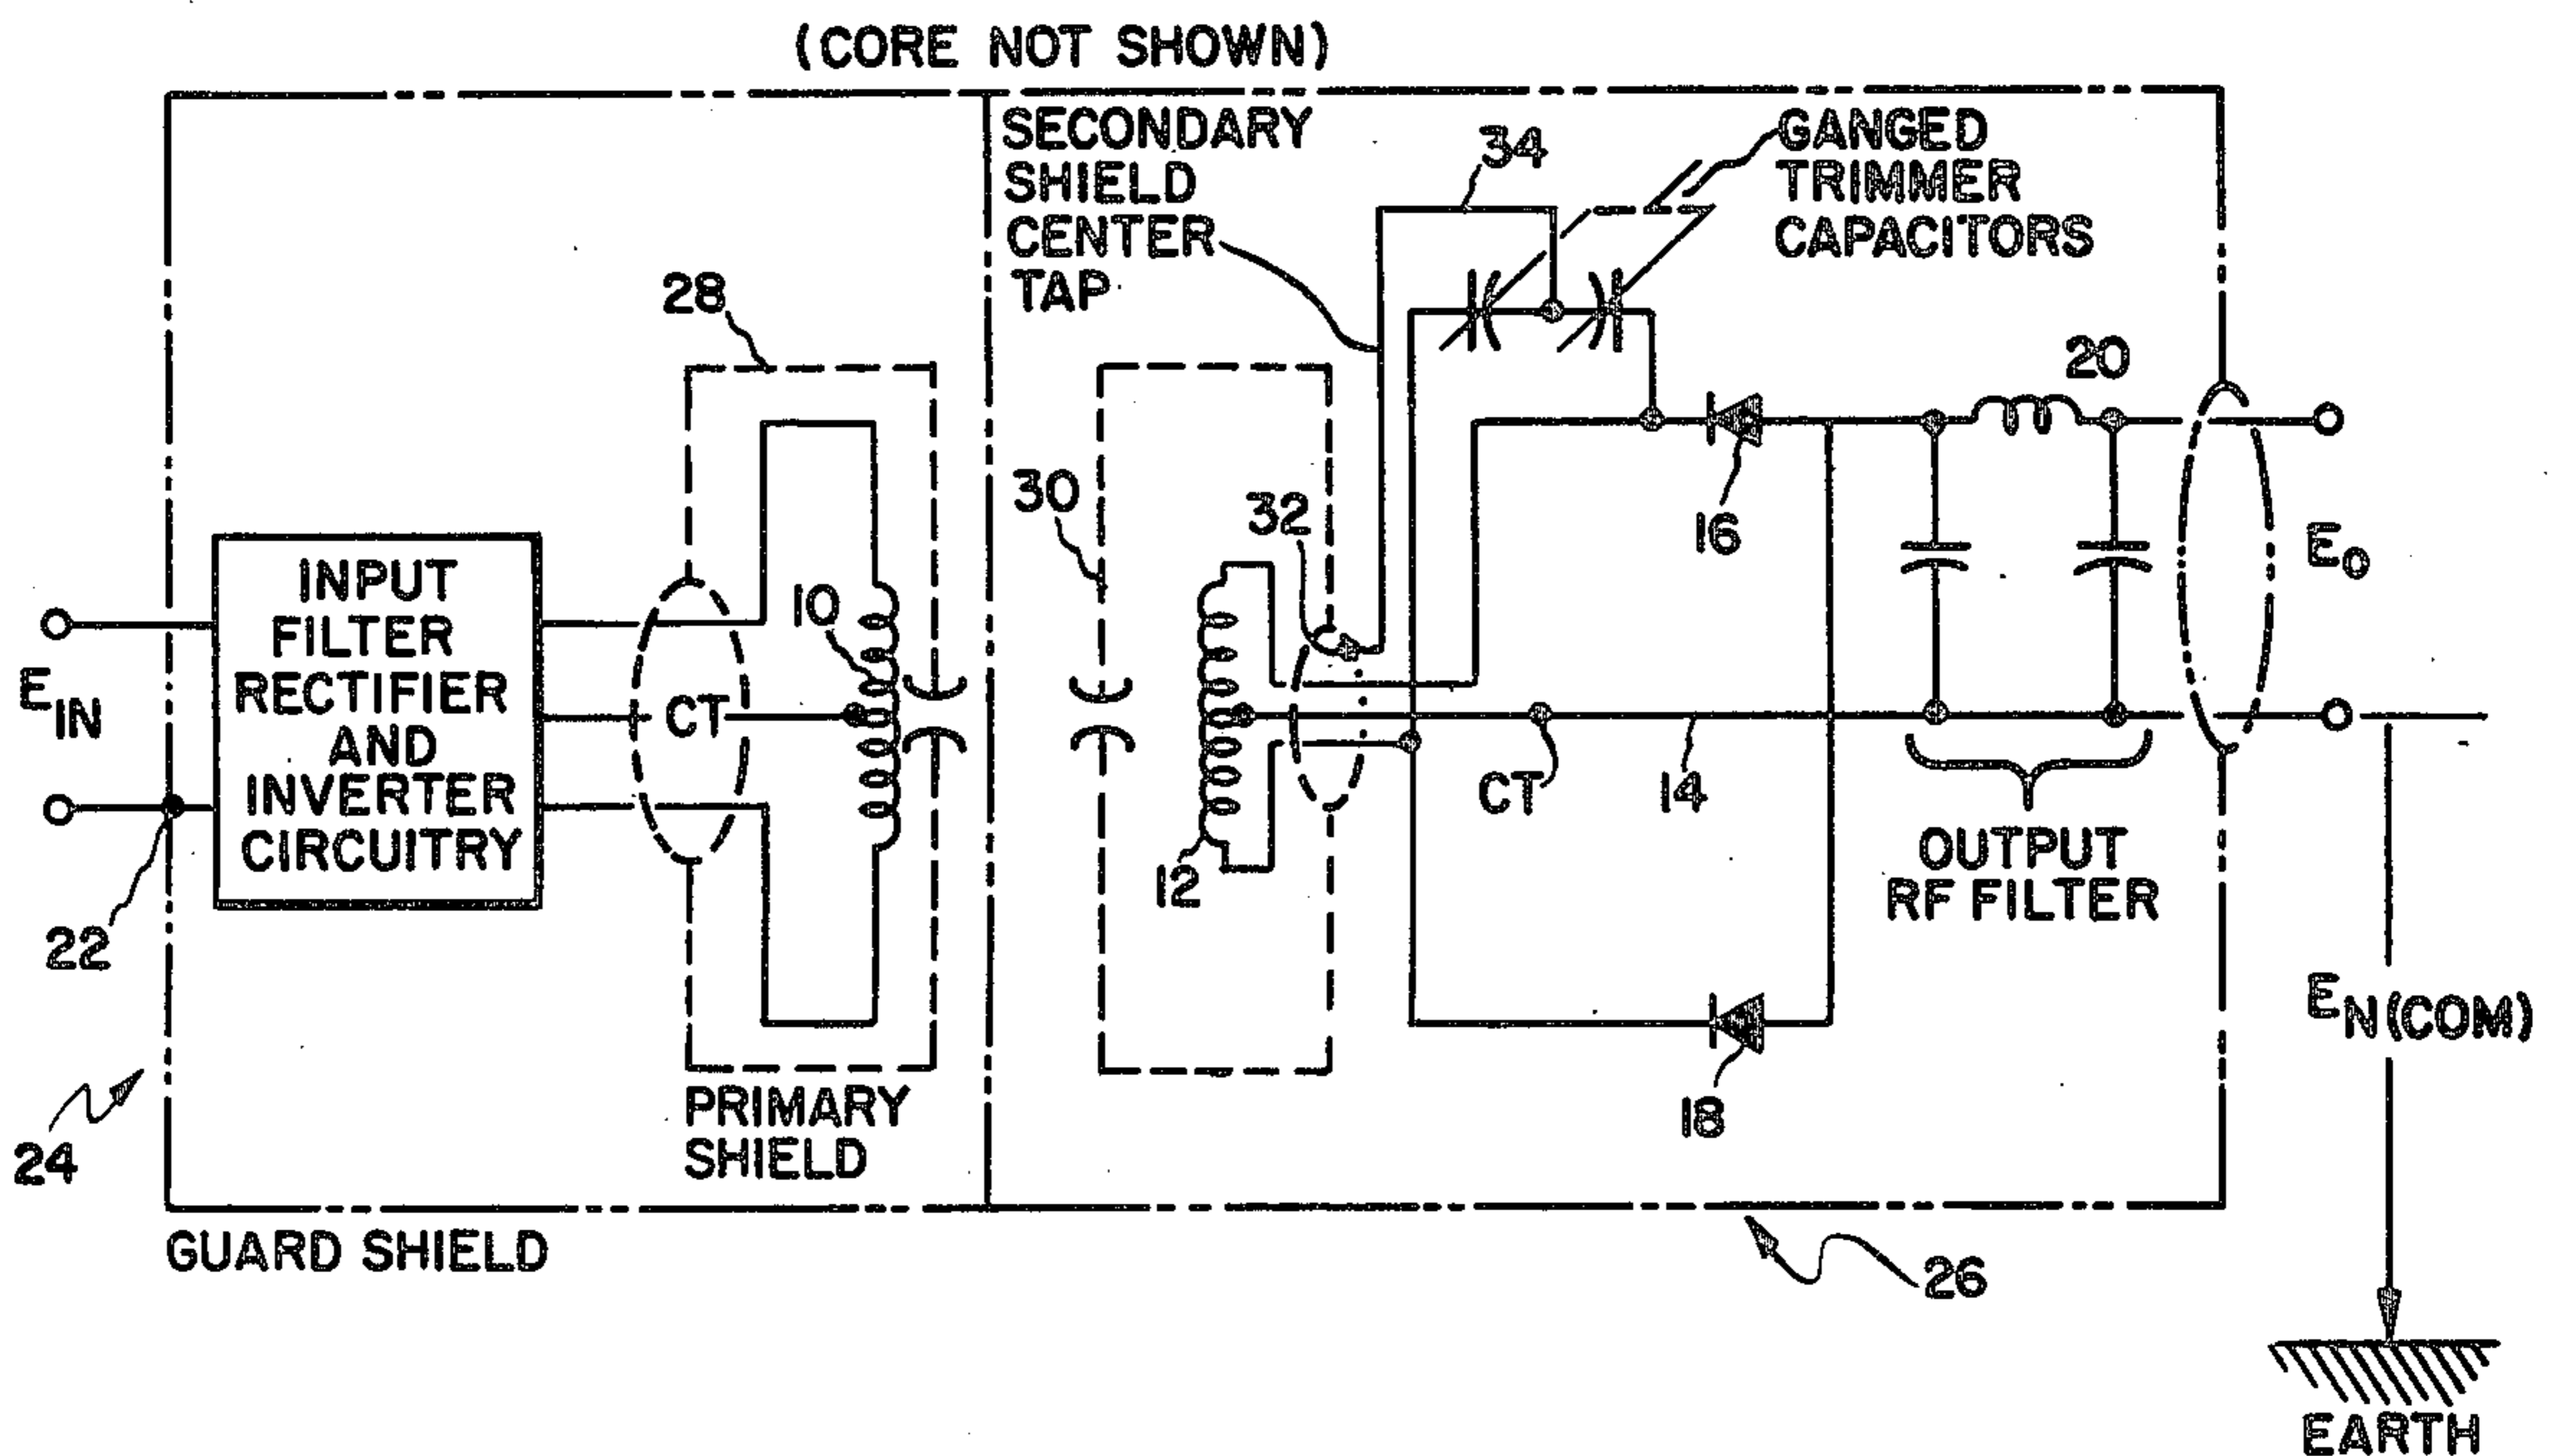 (CORE NOT SHOWN)
SECONDARY
SHIELD
CENTER
TAP
34
GANGED
TRIMMER
CAPACITORS
28
20
30
32
16
E₀
INPUT
FILTER
RECTIFIER
AND
INVERTER
CIRCUITRY
10
E_IN
CT
CT
14
12
22
OUTPUT
RF FILTER
E_N(COM)
18
PRIMARY
SHIELD
24
GUARD SHIELD
26
EARTH